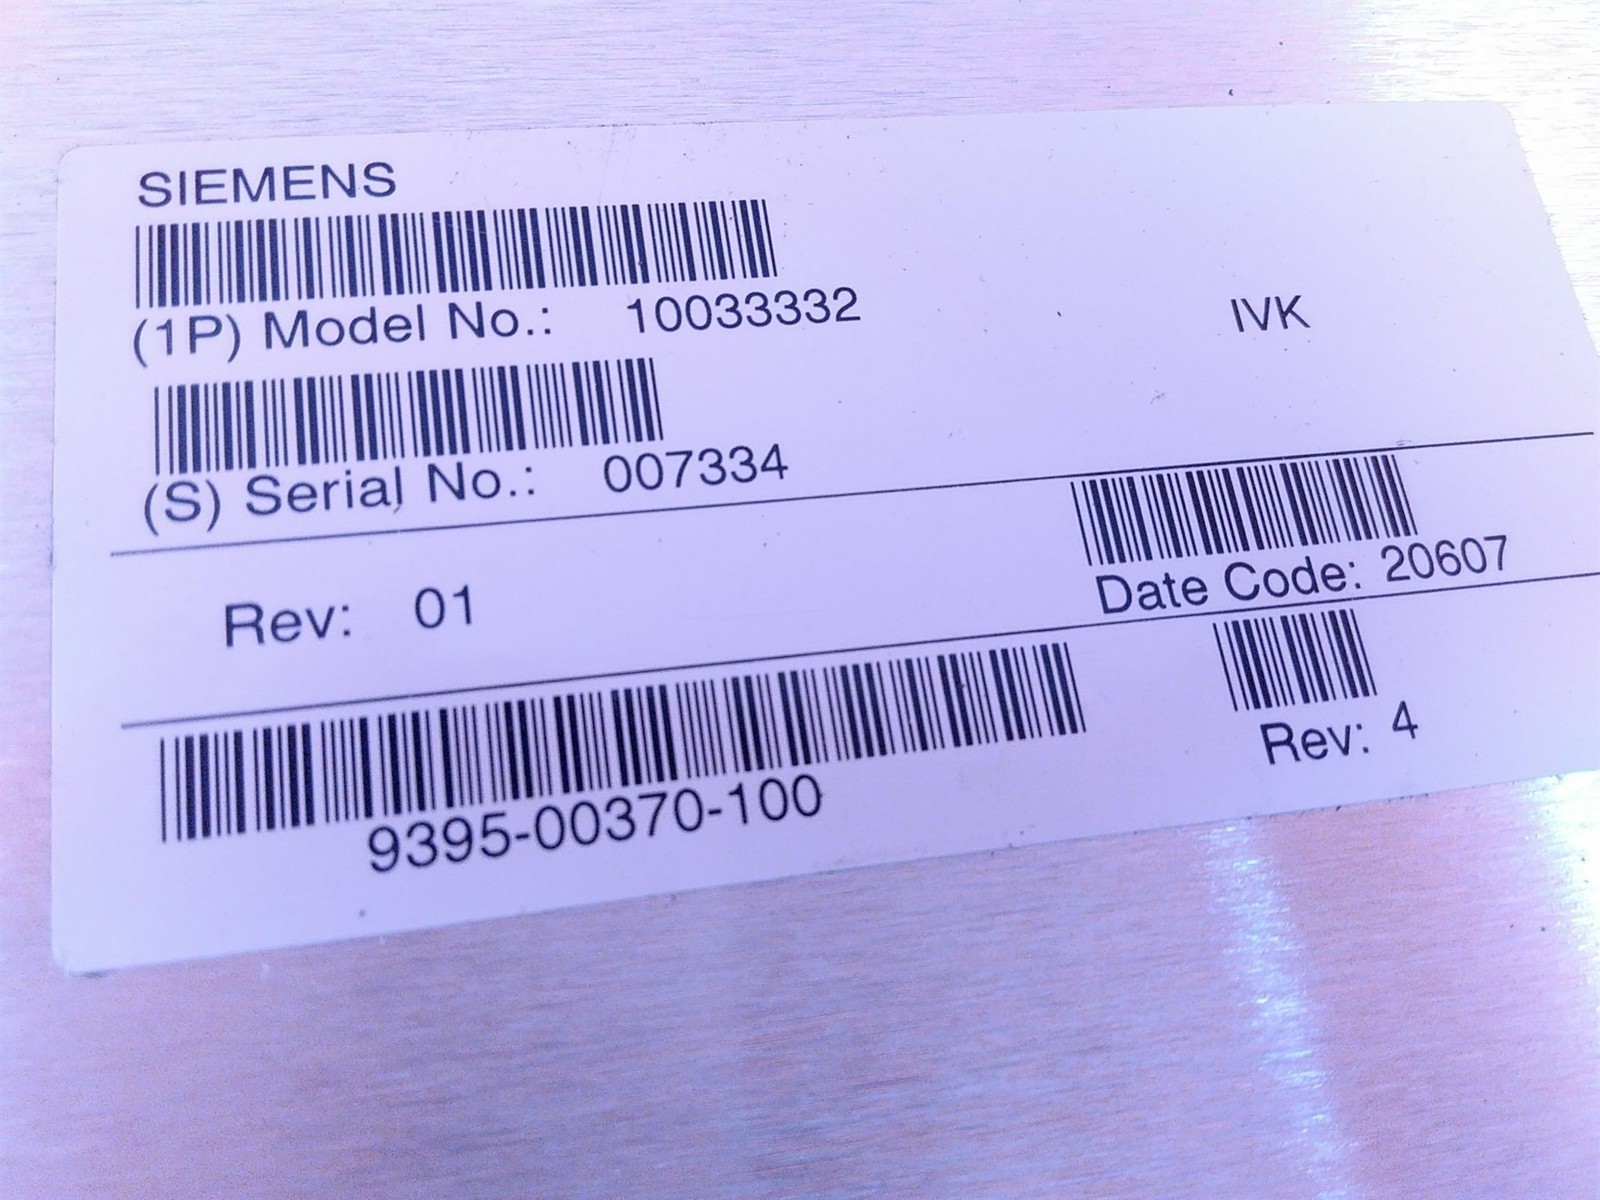 SIEMENS
(1P) Model No.: 10033332
IVK
(S) Serial No.: 007334
Rev: 01
Date Code: 20607
9395-00370-100
Rev: 4